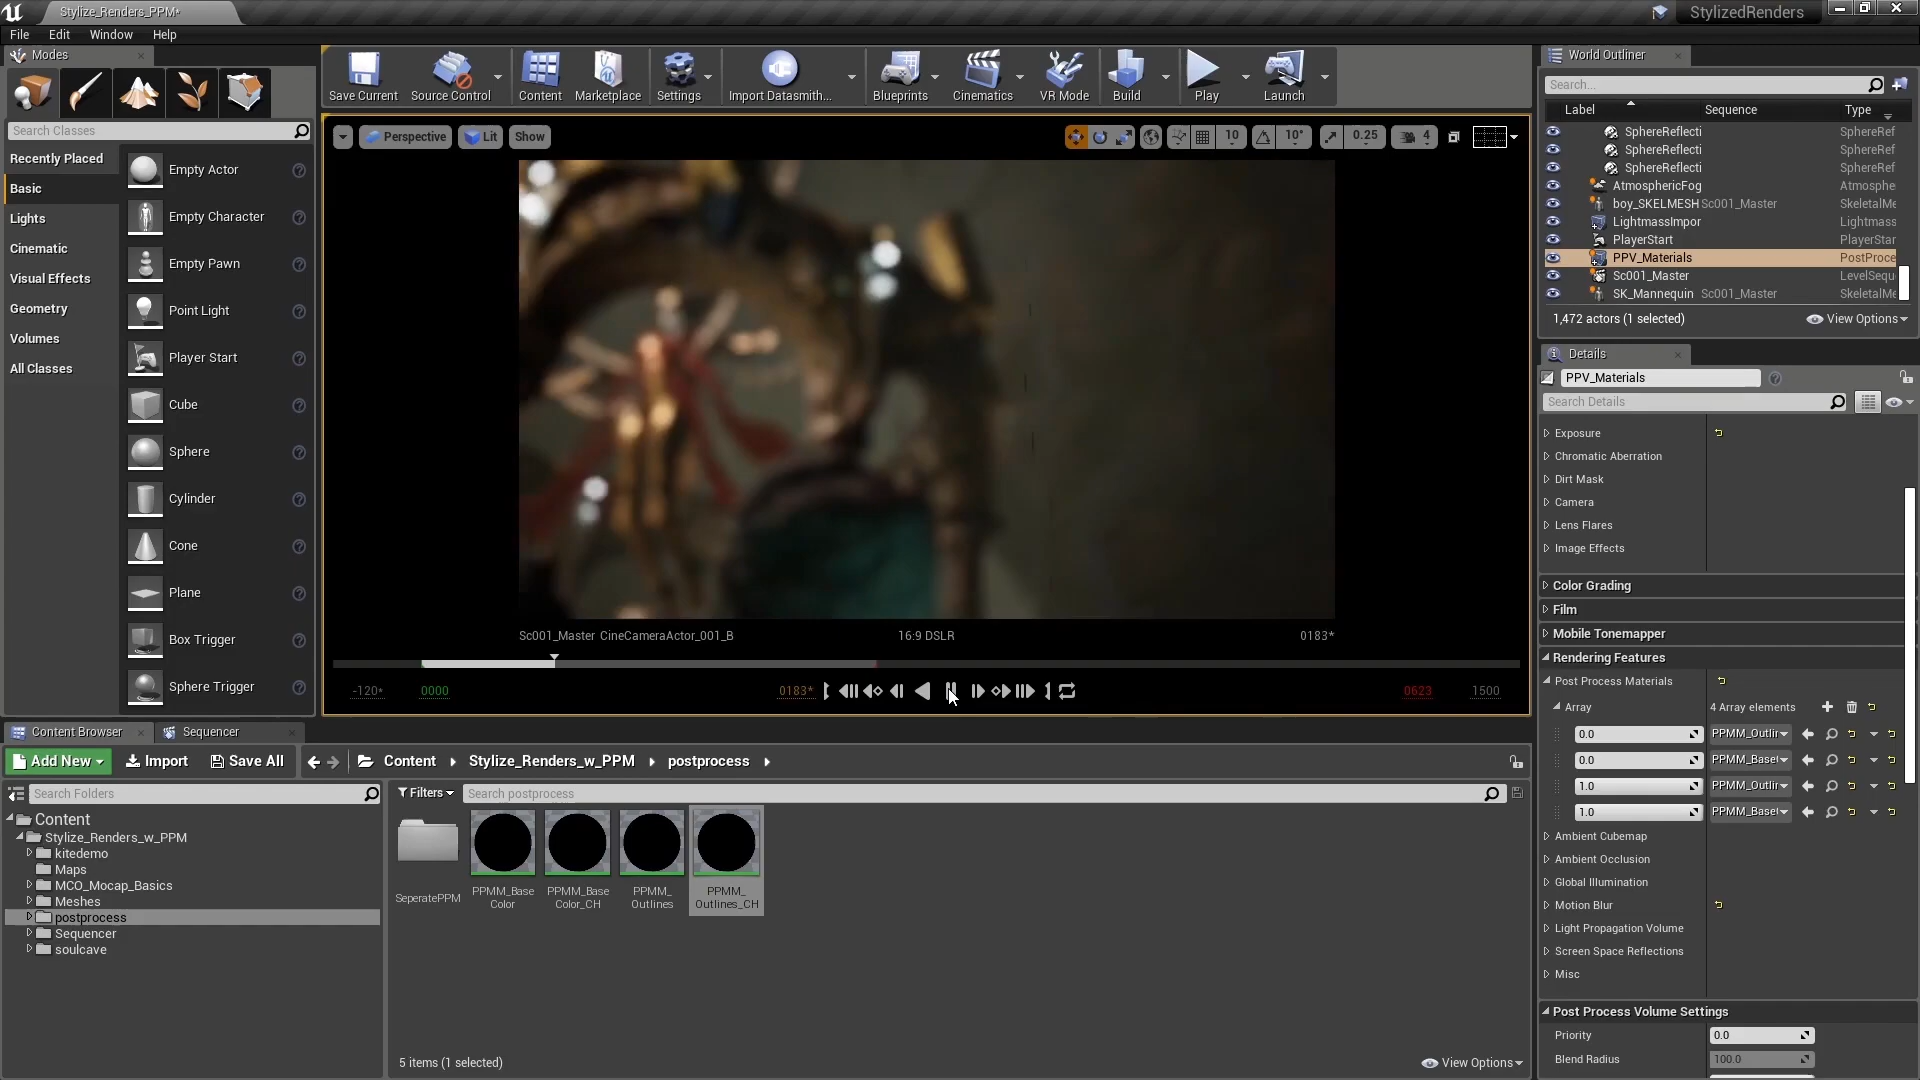 Stylize_Renders_PPM*
StylizedRenders
File Edit Window Help
Modes
Search Classes
Recently Placed
Basic
Lights
Cinematic
Visual Effects
Geometry
Volumes
All Classes
Empty Actor
Empty Character
Empty Pawn
Point Light
Player Start
Cube
Sphere
Cylinder
Cone
Plane
Box Trigger
Sphere Trigger
Save Current
Source Control
Content
Marketplace
Settings
Import Datasmith...
Blueprints
Cinematics
VR Mode
Build
Play
Launch
Perspective Lit Show
10 10° 0.25 4
Sc001_Master CineCameraActor_001_B 16:9 DSLR 0183*
-120* 0000 0183* 0623 1500
World Outliner
Search...
Label Sequence Type
SphereReflecti SphereRef
SphereReflecti SphereRef
SphereReflecti SphereRef
AtmosphericFog Atmosphe
boy_SKELMESH Sc001_Master SkeletalMe
LightmassImpor Lightmass
PlayerStart PlayerStar
PPV_Materials PostProce
Sc001_Master LevelSequ
SK_Mannequin Sc001_Master SkeletalMe
1,472 actors (1 selected) View Options
Details
PPV_Materials
Search Details
Exposure
Chromatic Aberration
Dirt Mask
Camera
Lens Flares
Image Effects
Color Grading
Film
Mobile Tonemapper
Rendering Features
Post Process Materials
Array 4 Array elements
0.0 PPMM_Outlir
0.0 PPMM_Base
1.0 PPMM_Outlir
1.0 PPMM_Base
Ambient Cubemap
Ambient Occlusion
Global Illumination
Motion Blur
Light Propagation Volume
Screen Space Reflections
Misc
Post Process Volume Settings
Priority 0.0
Blend Radius 100.0
Content Browser Sequencer
Add New Import Save All
Content Stylize_Renders_w_PPM postprocess
Search Folders
Content
Stylize_Renders_w_PPM
kitedemo
Maps
MCO_Mocap_Basics
Meshes
postprocess
Sequencer
soulcave
Filters Search postprocess
SeperatePPM
PPMM_Base
Color
PPMM_Base
Color_CH
PPMM_
Outlines
PPMM_
Outlines_CH
5 items (1 selected) View Options